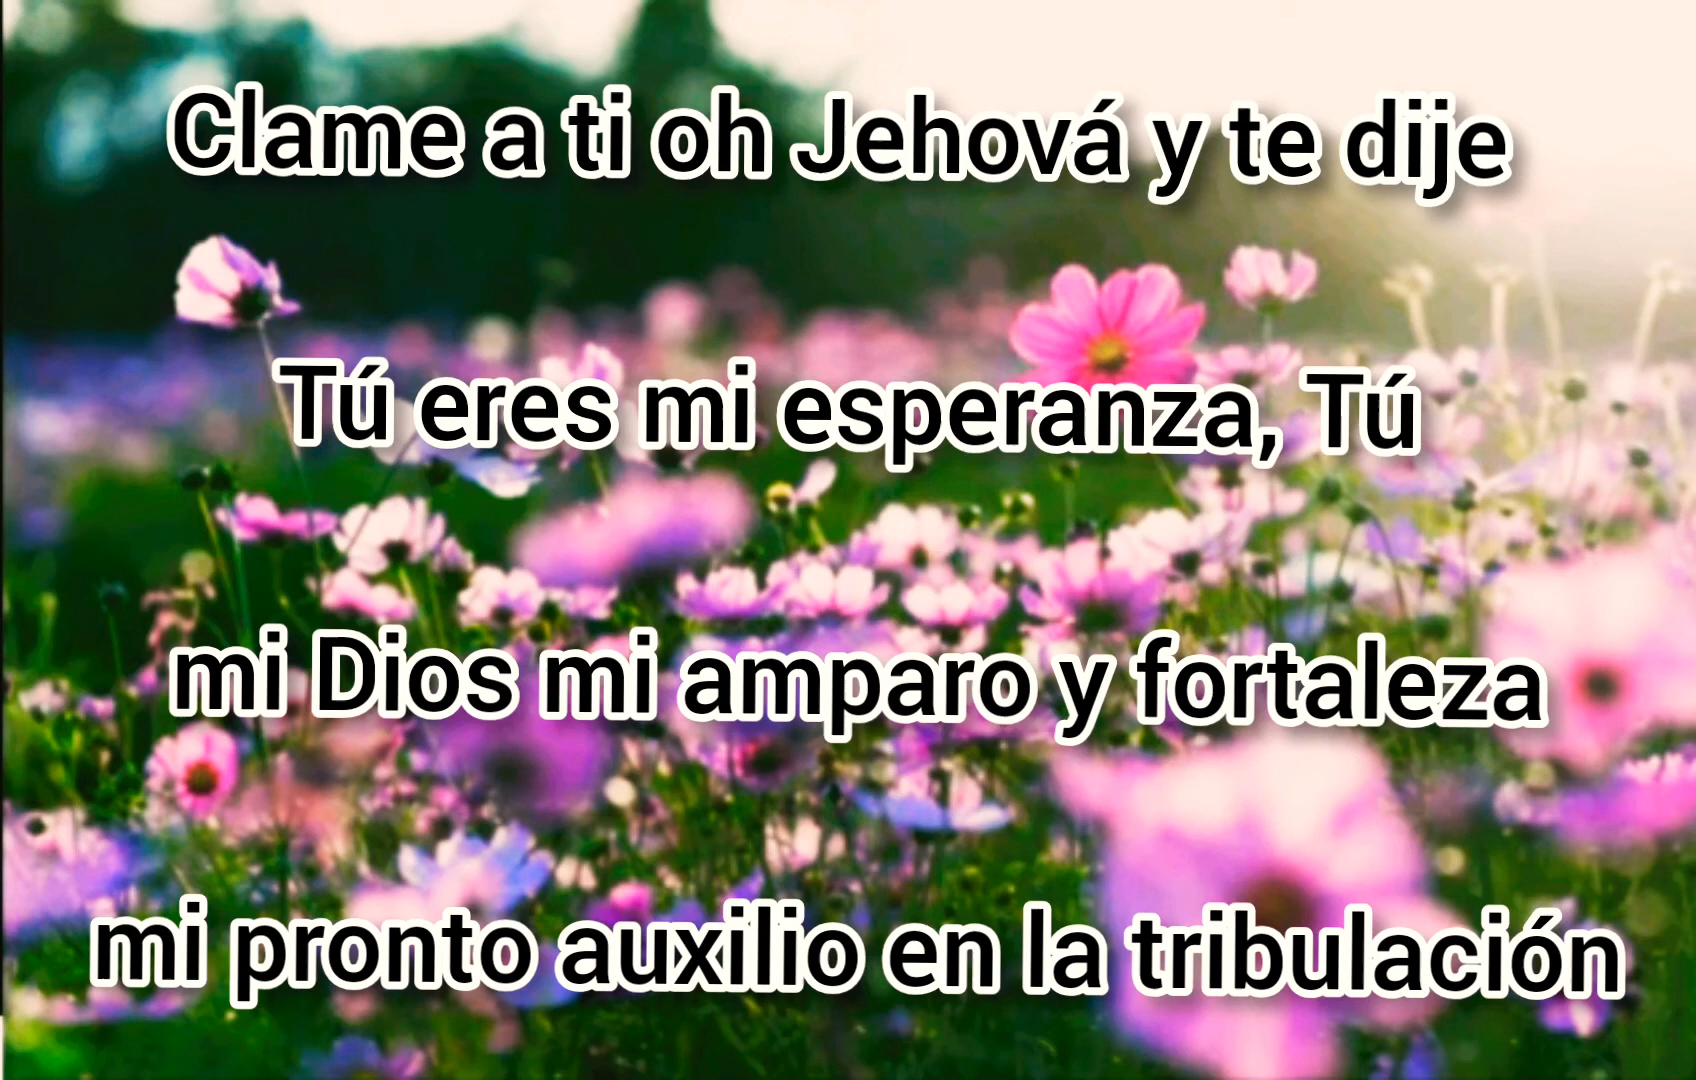 Clame a ti oh Jehová y te dije
Tú eres mi esperanza, Tú
mi Dios mi amparo y fortaleza
mi pronto auxilio en la tribulación